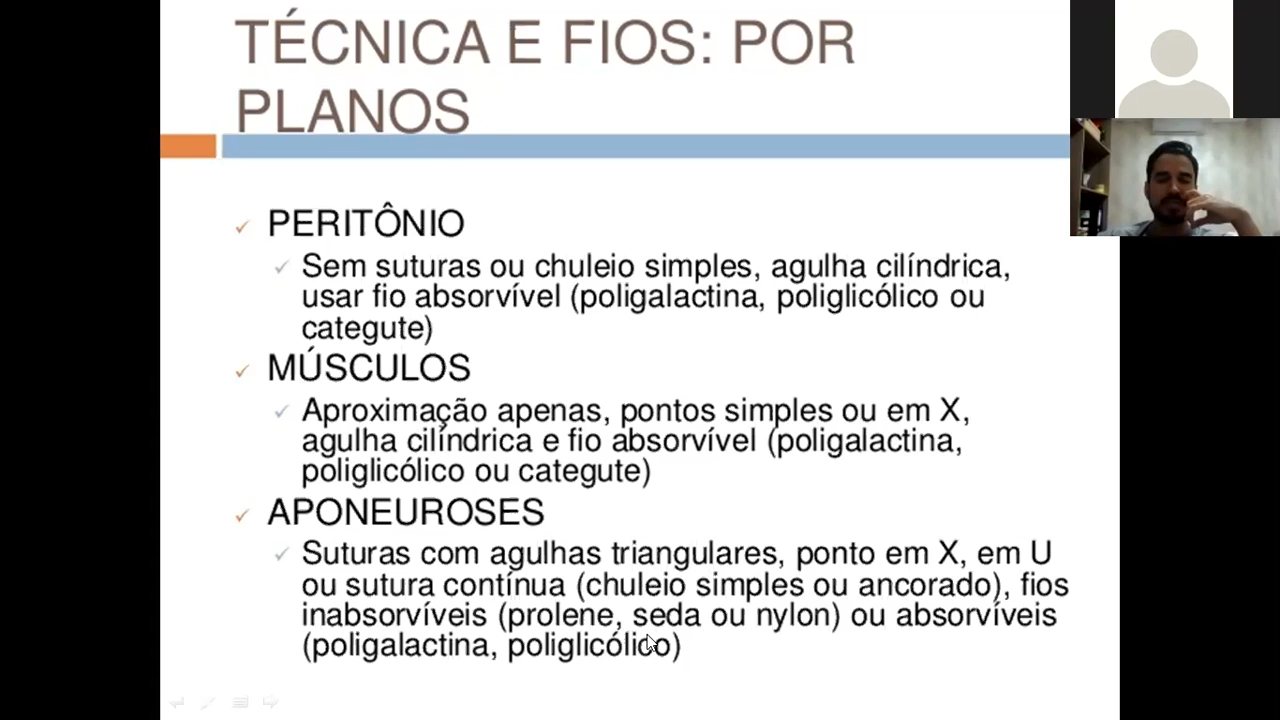 TÉCNICA E FIOS: POR
PLANOS
PERITÔNIO
Sem suturas ou chuleio simples, agulha cilíndrica,
usar fio absorvível (poligalactina, poliglicólico ou
categute)
MÚSCULOS
Aproximação apenas, pontos simples ou em X,
agulha cilíndrica e fio absorvível (poligalactina,
poliglicólico ou categute)
APONEUROSES
Suturas com agulhas triangulares, ponto em X, em U
ou sutura contínua (chuleio simples ou ancorado), fios
inabsorvíveis (prolene, seda ou nylon) ou absorvíveis
(poligalactina, poliglicólico)